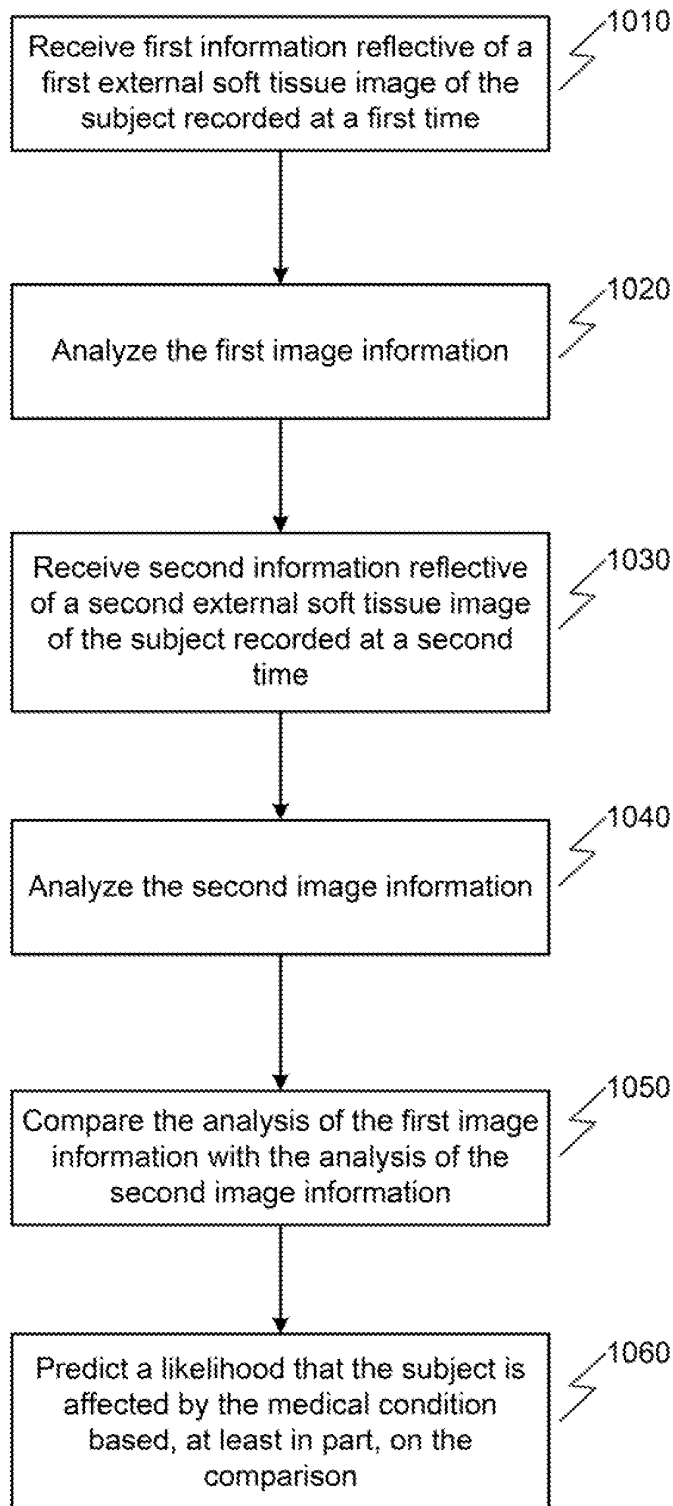 1010
Receive first information reflective of a
first external soft tissue image of the
subject recorded at a first time
1020
Analyze the first image information
1030
Receive second information reflective
of a second external soft tissue image
of the subject recorded at a second
time
1040
Analyze the second image information
1050
Compare the analysis of the first image
information with the analysis of the
second image information
1060
Predict a likelihood that the subject is
affected by the medical condition
based, at least in part, on the
comparison